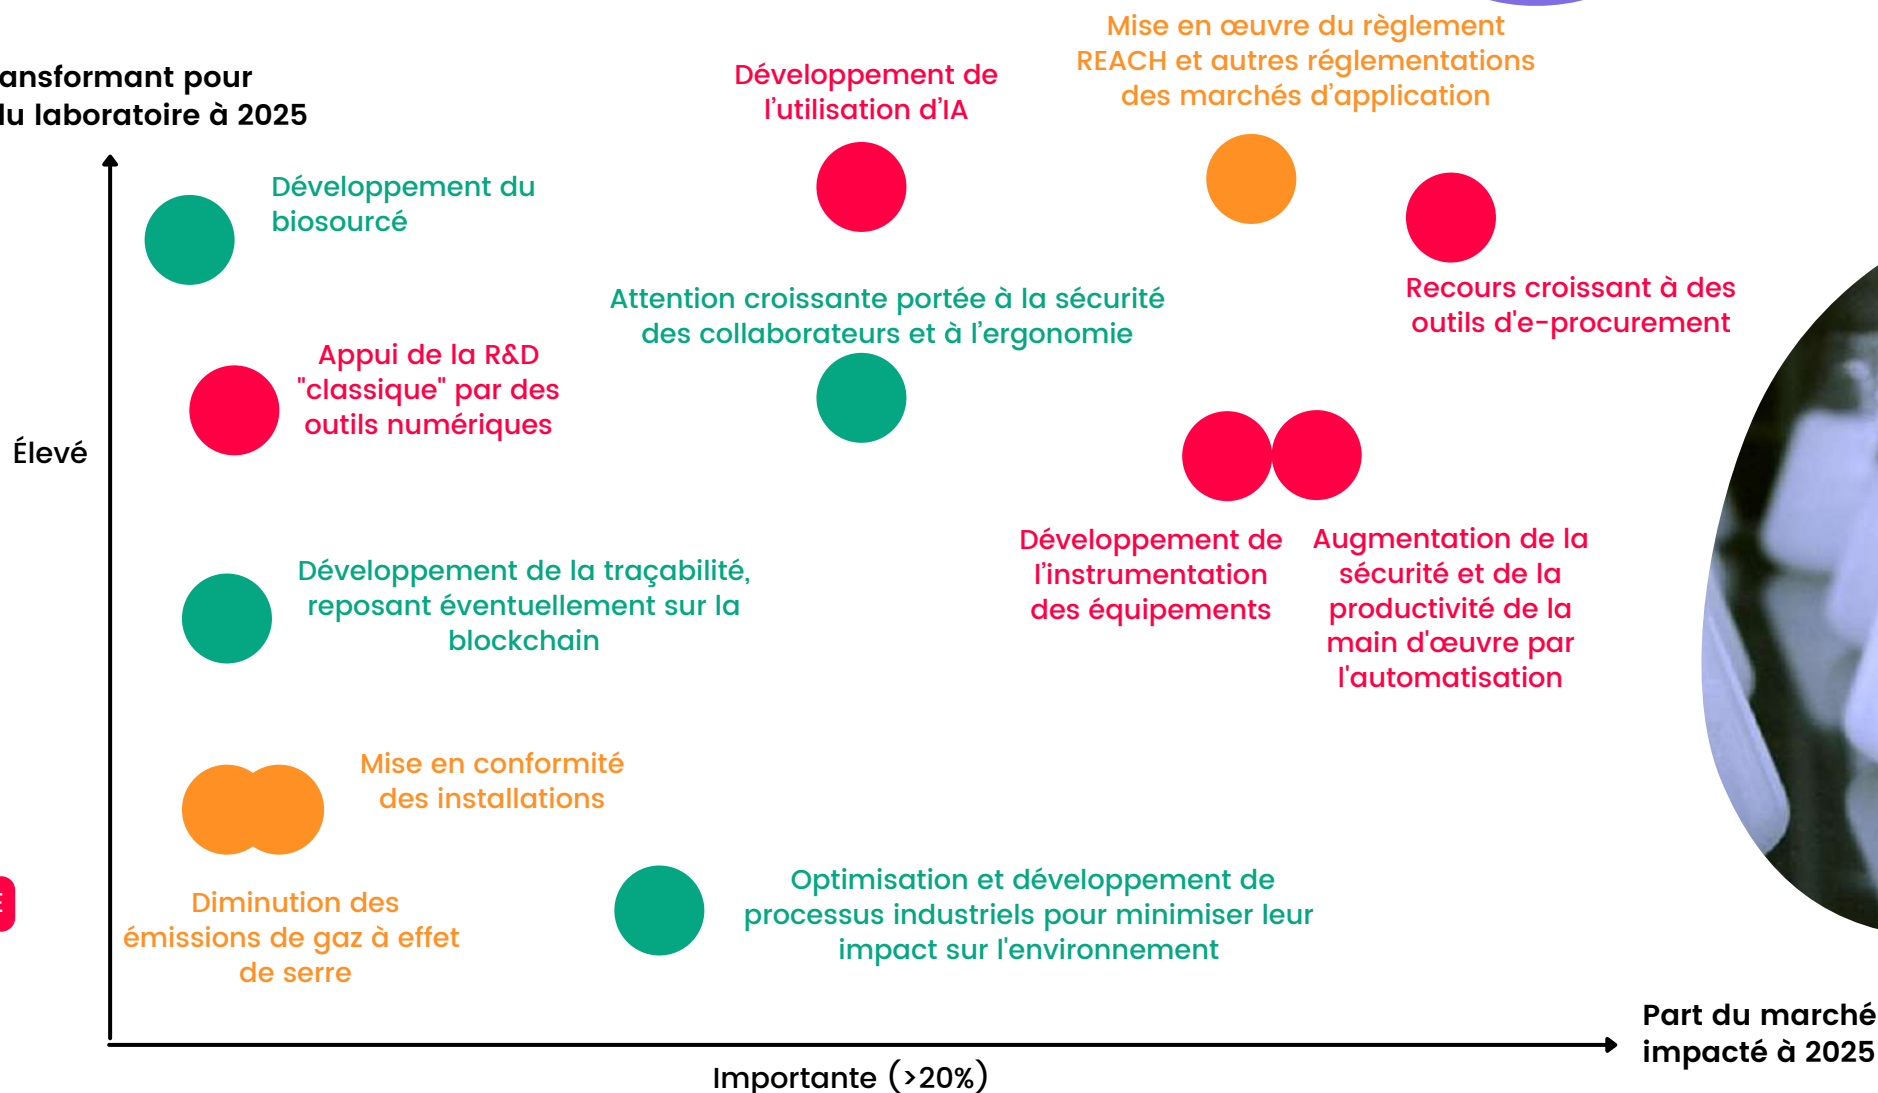 Mise en œuvre du règlement
REACH et autres réglementations
des marchés d'application
Développement de
l'utilisation d'IA
ansformant pour
du laboratoire à 2025
Développement du
biosourcé
Attention croissante portée à la sécurité
des collaborateurs et à l'ergonomie
Recours croissant à des
outils d'e-procurement
Appui de la R&D
"classique" par des
outils numériques
Élevé
Développement de
l'instrumentation
des équipements
Augmentation de la
sécurité et de la
productivité de la
main d'œuvre par
l'automatisation
Développement de la traçabilité,
reposant éventuellement sur la
blockchain
Mise en conformité
des installations
Diminution des
émissions de gaz à effet
de serre
Optimisation et développement de
processus industriels pour minimiser leur
impact sur l'environnement
Part du marché
impacté à 2025
Importante (>20%)